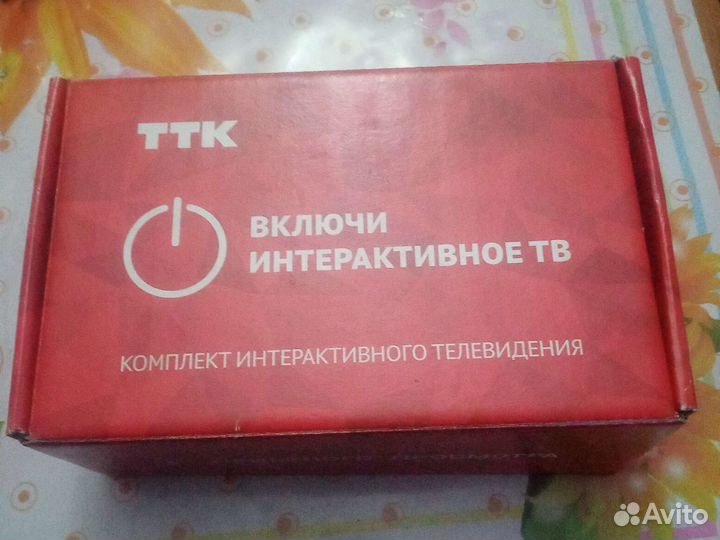 ТТК
ВКЛЮЧИ
ИНТЕРАКТИВНОЕ ТВ
КОМПЛЕКТ ИНТЕРАКТИВНОГО ТЕЛЕВИДЕНИЯ
Avito